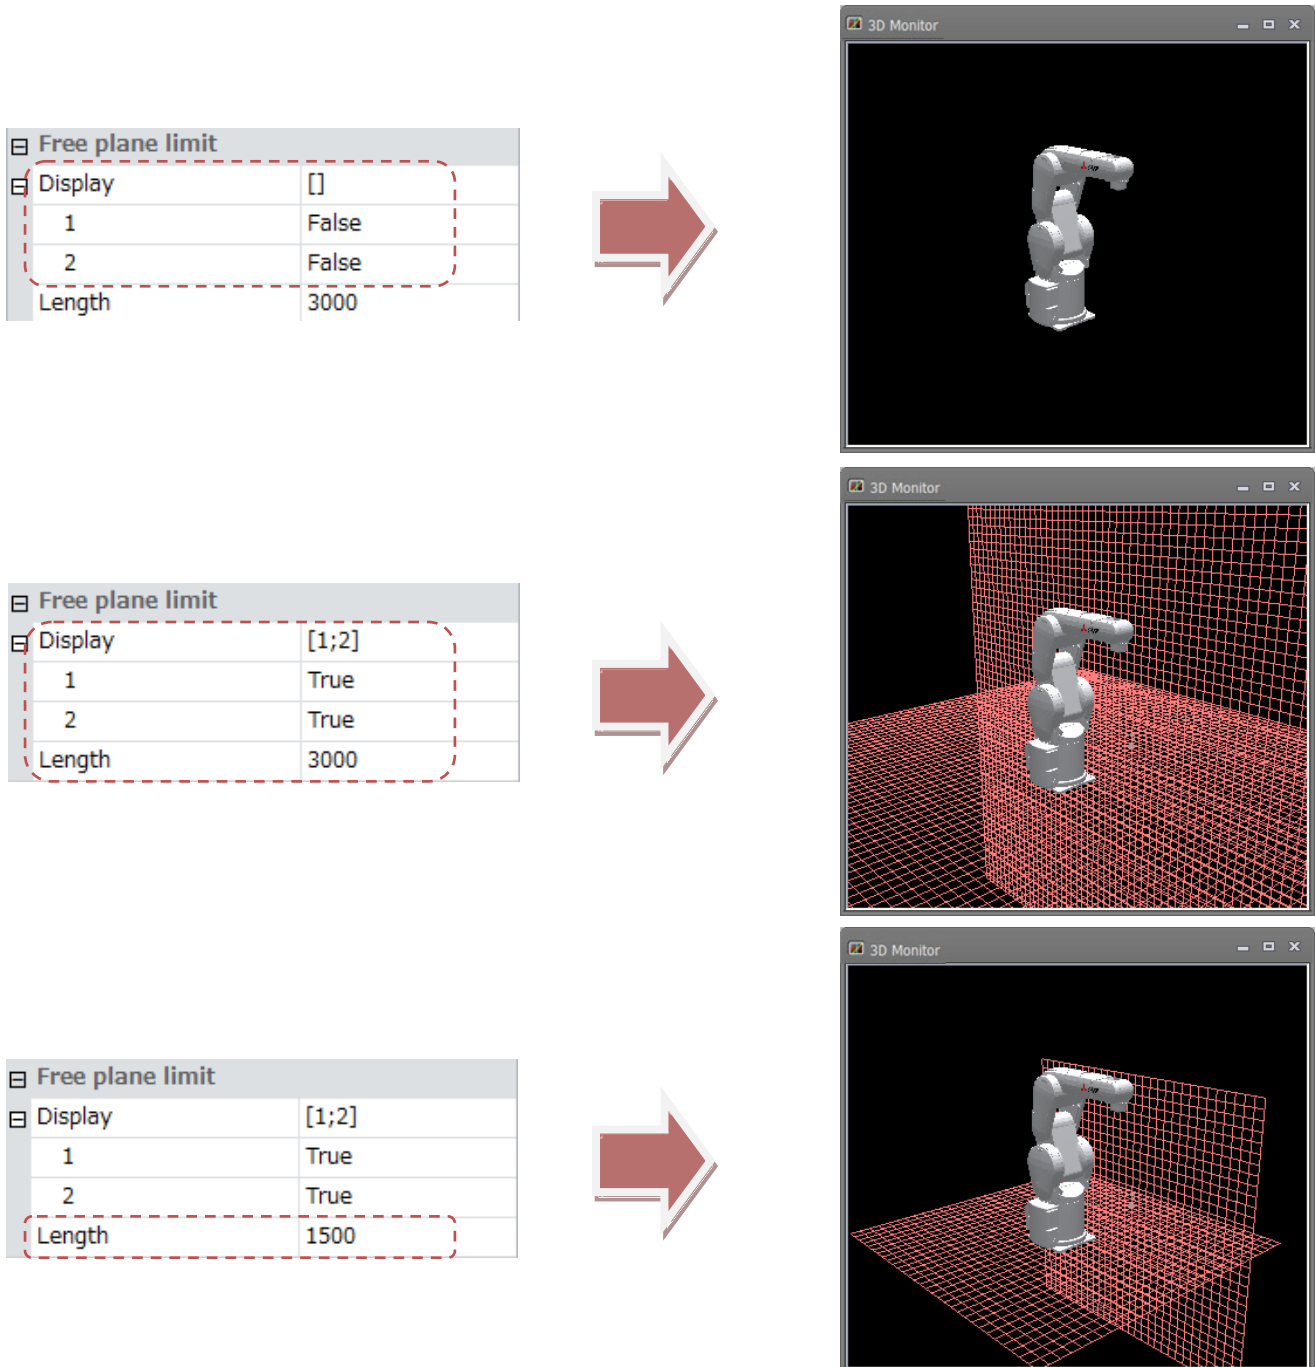 3D Monitor
Free plane limit
Display []
1 False
2 False
Length 3000
3D Monitor
Free plane limit
Display [1;2]
1 True
2 True
Length 3000
3D Monitor
Free plane limit
Display [1;2]
1 True
2 True
Length 1500